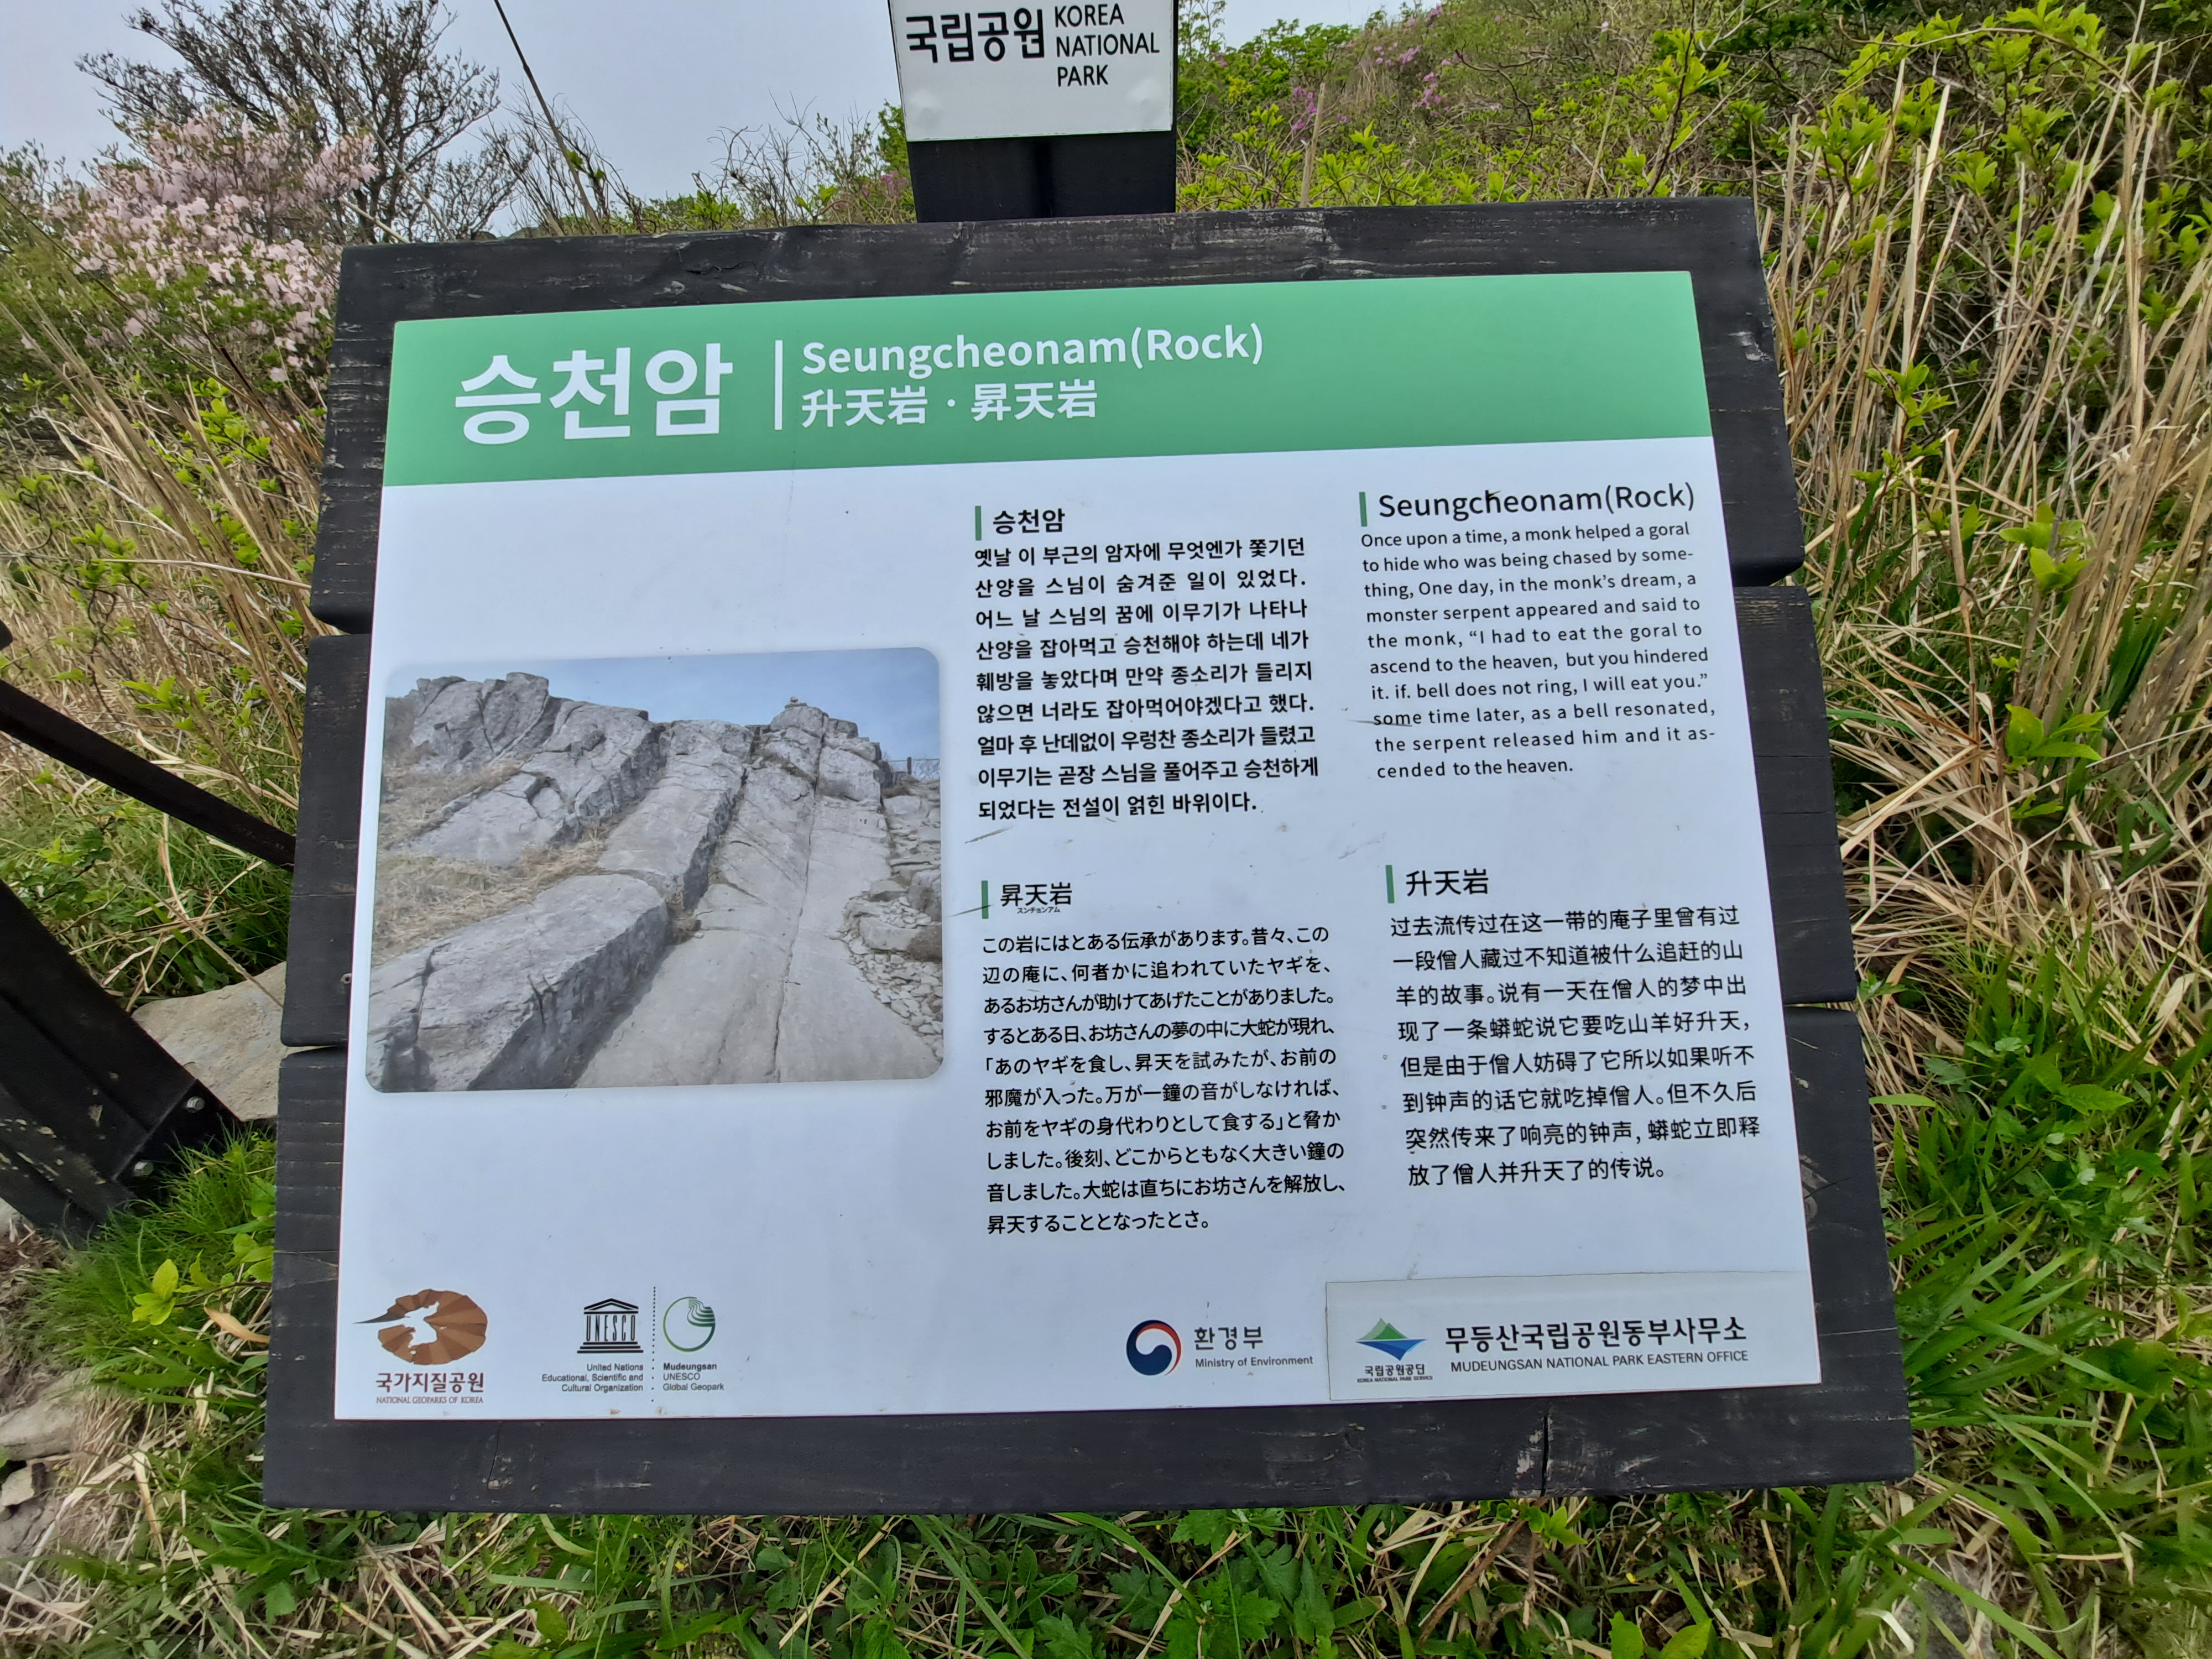 국립공원
KOREA
NATIONAL
PARK
승천암
Seungcheonam(Rock)
升天岩 · 昇天岩
승천암
옛날 이 부근의 암자에 무엇엔가 쫓기던
산양을 스님이 숨겨준 일이 있었다.
어느 날 스님의 꿈에 이무기가 나타나
산양을 잡아먹고 승천해야 하는데 네가
훼방을 놓았다며 만약 종소리가 들리지
않으면 너라도 잡아먹어야겠다고 했다.
얼마 후 난데없이 우렁찬 종소리가 들렸고
이무기는 곧장 스님을 풀어주고 승천하게
되었다는 전설이 얽힌 바위이다.
Seungcheonam(Rock)
Once upon a time, a monk helped a goral
to hide who was being chased by some-
thing, One day, in the monk's dream, a
monster serpent appeared and said to
the monk, “I had to eat the goral to
ascend to the heaven, but you hindered
it. if. bell does not ring, I will eat you.”
some time later, as a bell resonated,
the serpent released him and it as-
cended to the heaven.
昇天岩
スンチョンアム
この岩にはとある伝承があります。昔々、この
辺の庵に、何者かに追われていたヤギを、
あるお坊さんが助けてあげたことがありました。
するとある日、お坊さんの夢の中に大蛇が現れ、
「あのヤギを食し、昇天を試みたが、お前の
邪魔が入った。万が一鐘の音がしなければ、
お前をヤギの身代わりとして食する」と脅か
しました。後刻、どこからともなく大きい鐘の
音しました。大蛇は直ちにお坊さんを解放し、
昇天することとなったとさ。
升天岩
过去流传过在这一带的庵子里曾有过
一段僧人藏过不知道被什么追赶的山
羊的故事。说有一天在僧人的梦中出
现了一条蟒蛇说它要吃山羊好升天，
但是由于僧人妨碍了它所以如果听不
到钟声的话它就吃掉僧人。但不久后
突然传来了响亮的钟声，蟒蛇立即释
放了僧人并升天了的传说。
국가지질공원
NATIONAL GEOPARKS OF KOREA
UNESCO
United Nations
Educational, Scientific and
Cultural Organization
Mudeungsan
UNESCO
Global Geopark
환경부
Ministry of Environment
국립공원공단
KOREA NATIONAL PARK SERVICE
무등산국립공원동부사무소
MUDEUNGSAN NATIONAL PARK EASTERN OFFICE